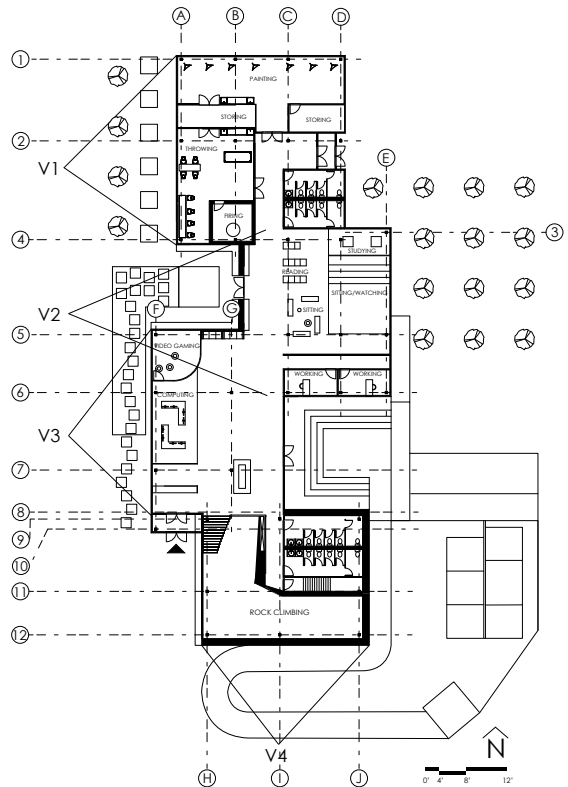 A B C D
1
PAINTING
STORING
STORING
2
THROWING
E
V1
FIRING
3
4
STUDYING
READING
SITING/WATCHING
F G
SITTING
V2
5
VIDEO GAMING
WORKING WORKING
6
COMPUTING
V3
7
8
9
10
11
ROCK CLIMBING
12
V4
N
H I J
0' 4' 8' 12'